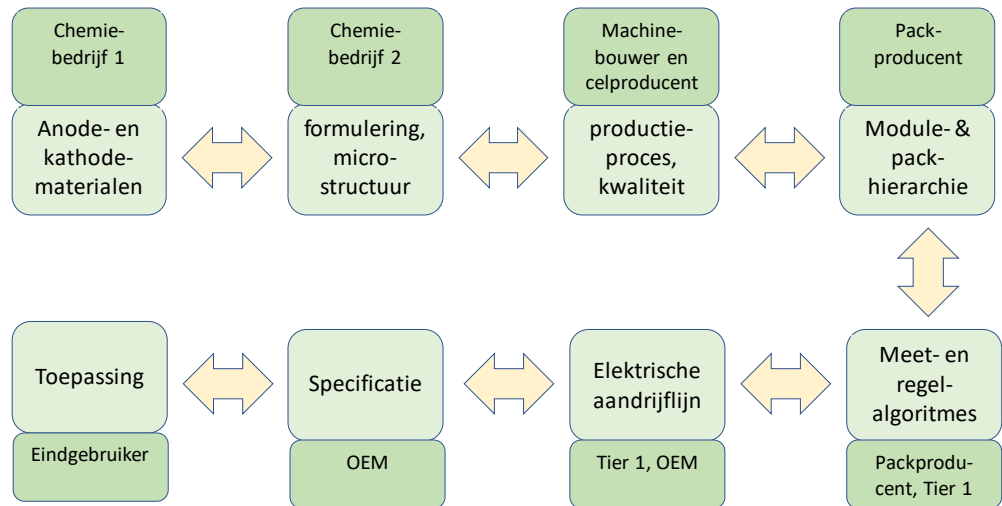 Chemie-
bedrijf 1
Chemie-
bedrijf 2
Machine-
bouwer en
celproducent
Pack-
producent
Anode- en
kathode-
materialen
formulering,
micro-
structuur
productie-
proces,
kwaliteit
Module- &
pack-
hierarchie
Toepassing
Specificatie
Elektrische
aandrijflijn
Meet- en
regel-
algoritmes
Eindgebruiker
OEM
Tier 1, OEM
Packprodu-
cent, Tier 1